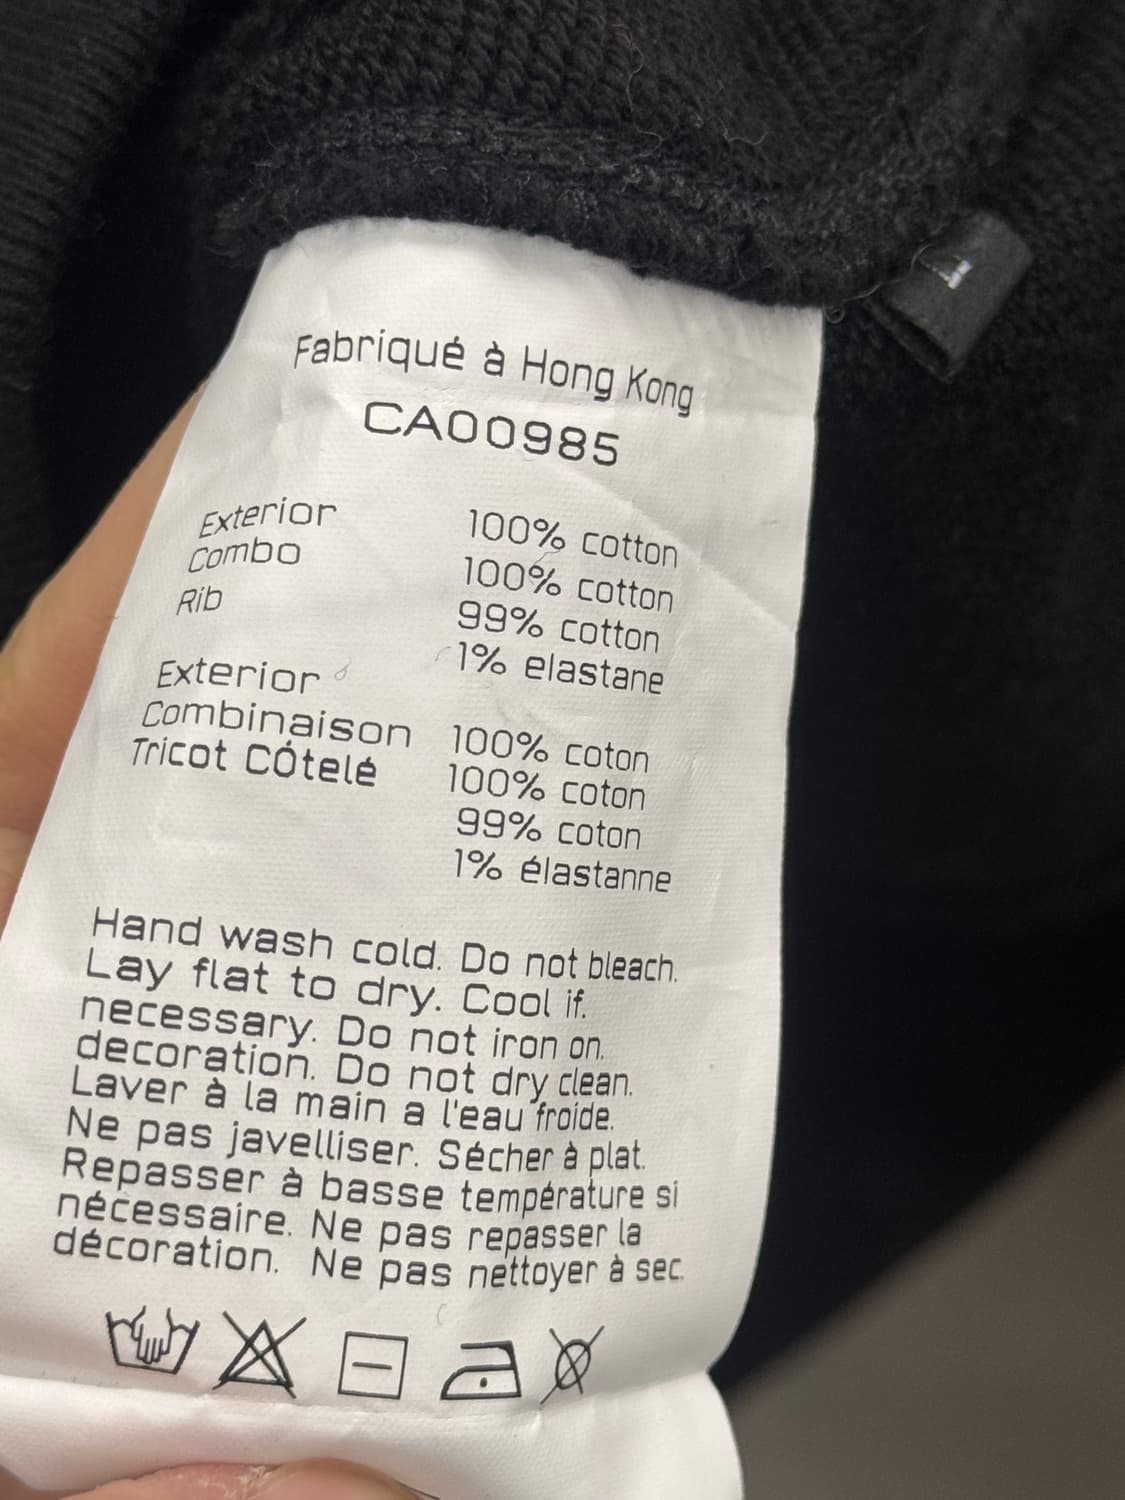 Fabriqué à Hong Kong
CA00985
Exterior 100% cotton
Combo 100% cotton
Rib 99% cotton
1% elastane
Exterior
Combinaison 100% coton
Tricot CÓtelé 100% coton
99% coton
1% élastanne
Hand wash cold. Do not bleach.
Lay flat to dry. Cool if.
necessary. Do not iron on.
decoration. Do not dry clean.
Laver à la main a l'eau froide.
Ne pas javelliser. Sécher à plat.
Repasser à basse température si
nécessaire. Ne pas repasser la
décoration. Ne pas nettoyer à sec.